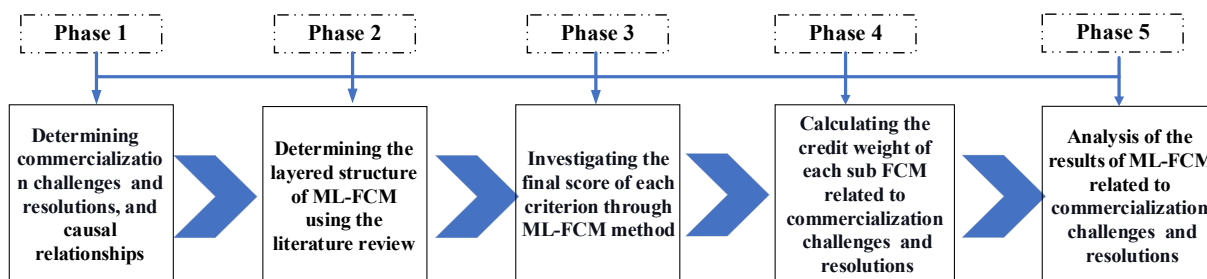 Phase 1
Phase 2
Phase 3
Phase 4
Phase 5
Determining
commercializatio
n challenges and
resolutions, and
causal
relationships
Determining the
layered structure
of ML-FCM
using the
literature review
Investigating the
final score of each
criterion through
ML-FCM method
Calculating the
credit weight of
each sub FCM
related to
commercialization
challenges and
resolutions
Analysis of the
results of ML-FCM
related to
commercialization
challenges and
resolutions